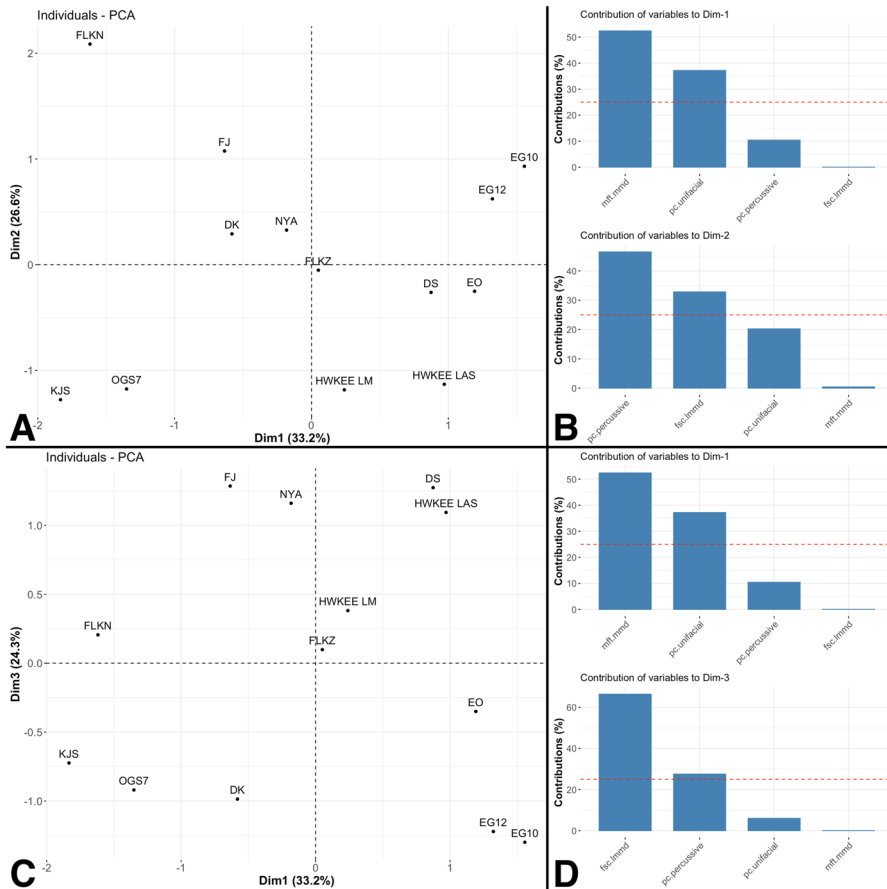 Individuals - PCA
FLKN
FJ
EG10
EG12
NYA
DK
FLKZ
DS
EO
HWKEE LM
HWKEE LAS
OGS7
KJS
2
1
0
-1
-2
-1
0
1
Dim2 (26.6%)
Dim1 (33.2%)
A
Contribution of variables to Dim-1
Contributions (%)
50
40
30
20
10
0
mft.mmd
pc.unifacial
pc.percussive
fsc.lmmd
Contribution of variables to Dim-2
Contributions (%)
40
30
20
10
0
pc.percussive
fsc.lmmd
pc.unifacial
mft.mmd
B
Individuals - PCA
FJ
NYA
DS
HWKEE LAS
HWKEE LM
FLKN
FLKZ
EO
KJS
OGS7
DK
EG12
EG10
1.0
0.5
0.0
-0.5
-1.0
-2
-1
0
1
Dim3 (24.3%)
Dim1 (33.2%)
C
Contribution of variables to Dim-1
Contributions (%)
50
40
30
20
10
0
mft.mmd
pc.unifacial
pc.percussive
fsc.lmmd
Contribution of variables to Dim-3
Contributions (%)
60
40
20
0
fsc.lmmd
pc.percussive
pc.unifacial
mft.mmd
D